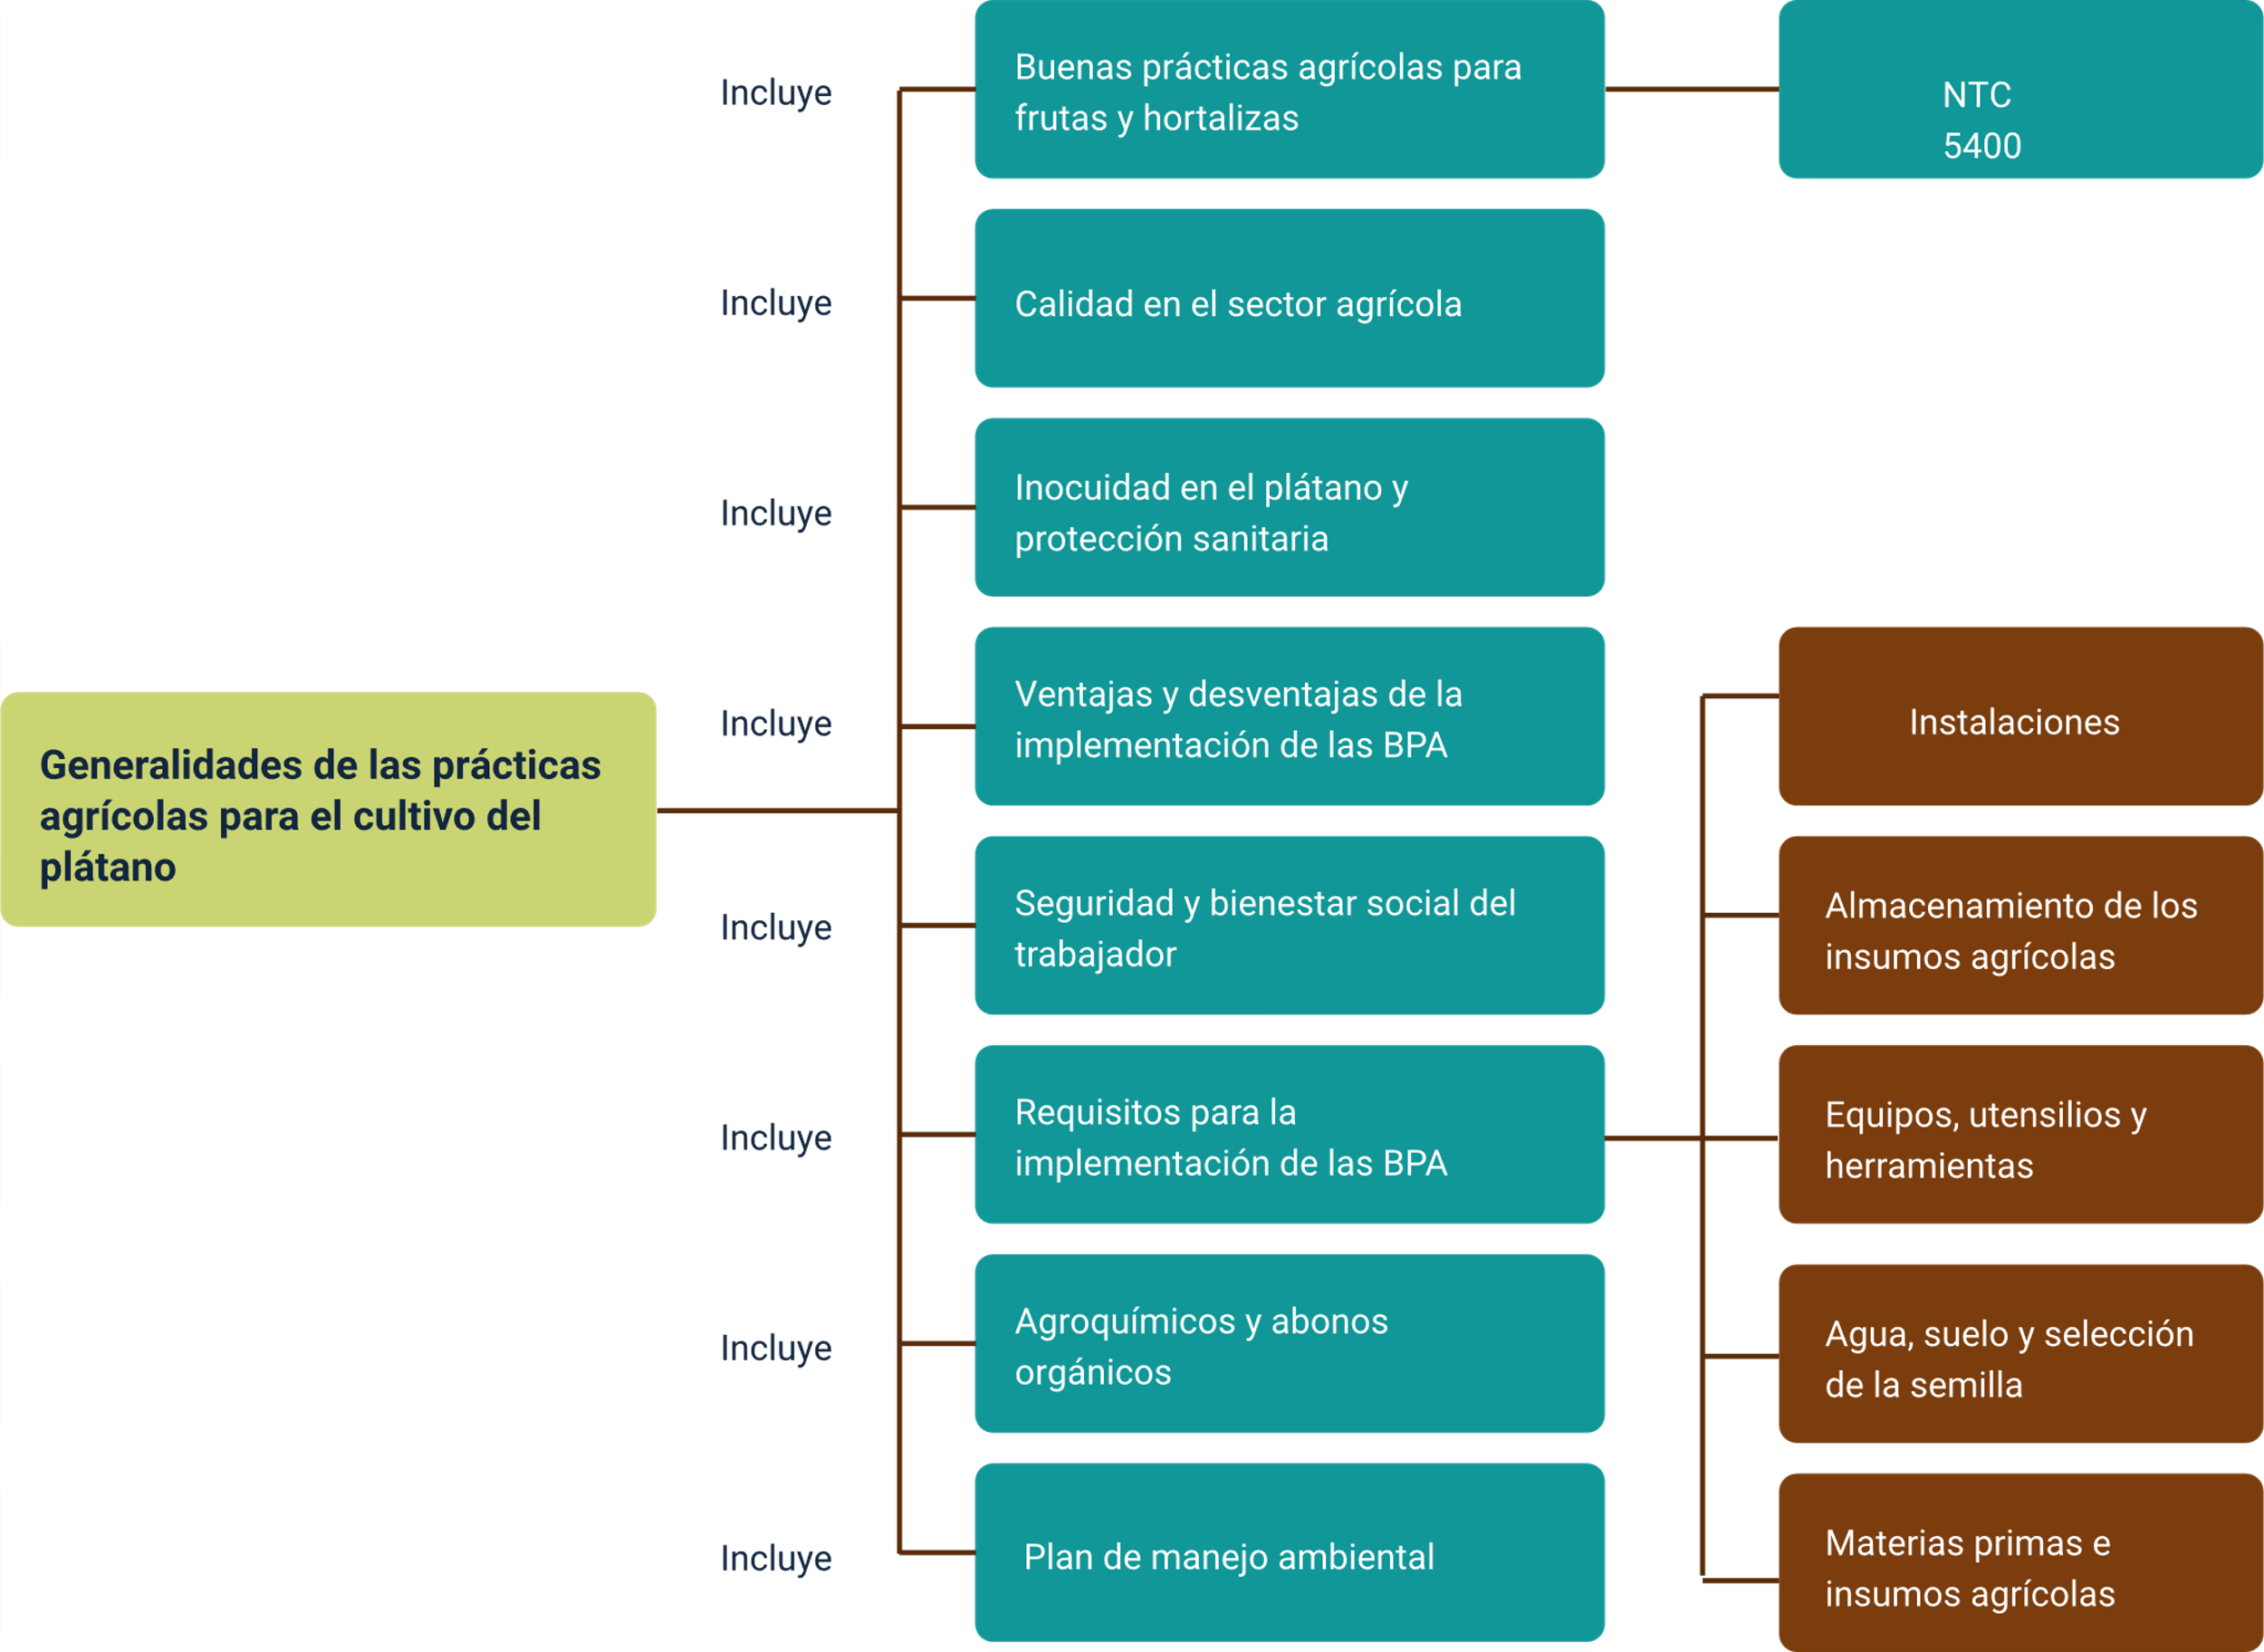 Generalidades de las prácticas
agrícolas para el cultivo del
plátano
Incluye
Buenas prácticas agrícolas para
frutas y hortalizas
NTC
5400
Incluye
Calidad en el sector agrícola
Incluye
Inocuidad en el plátano y
protección sanitaria
Incluye
Ventajas y desventajas de la
implementación de las BPA
Incluye
Seguridad y bienestar social del
trabajador
Incluye
Requisitos para la
implementación de las BPA
Instalaciones
Almacenamiento de los
insumos agrícolas
Equipos, utensilios y
herramientas
Agua, suelo y selección
de la semilla
Materias primas e
insumos agrícolas
Incluye
Agroquímicos y abonos
orgánicos
Incluye
Plan de manejo ambiental